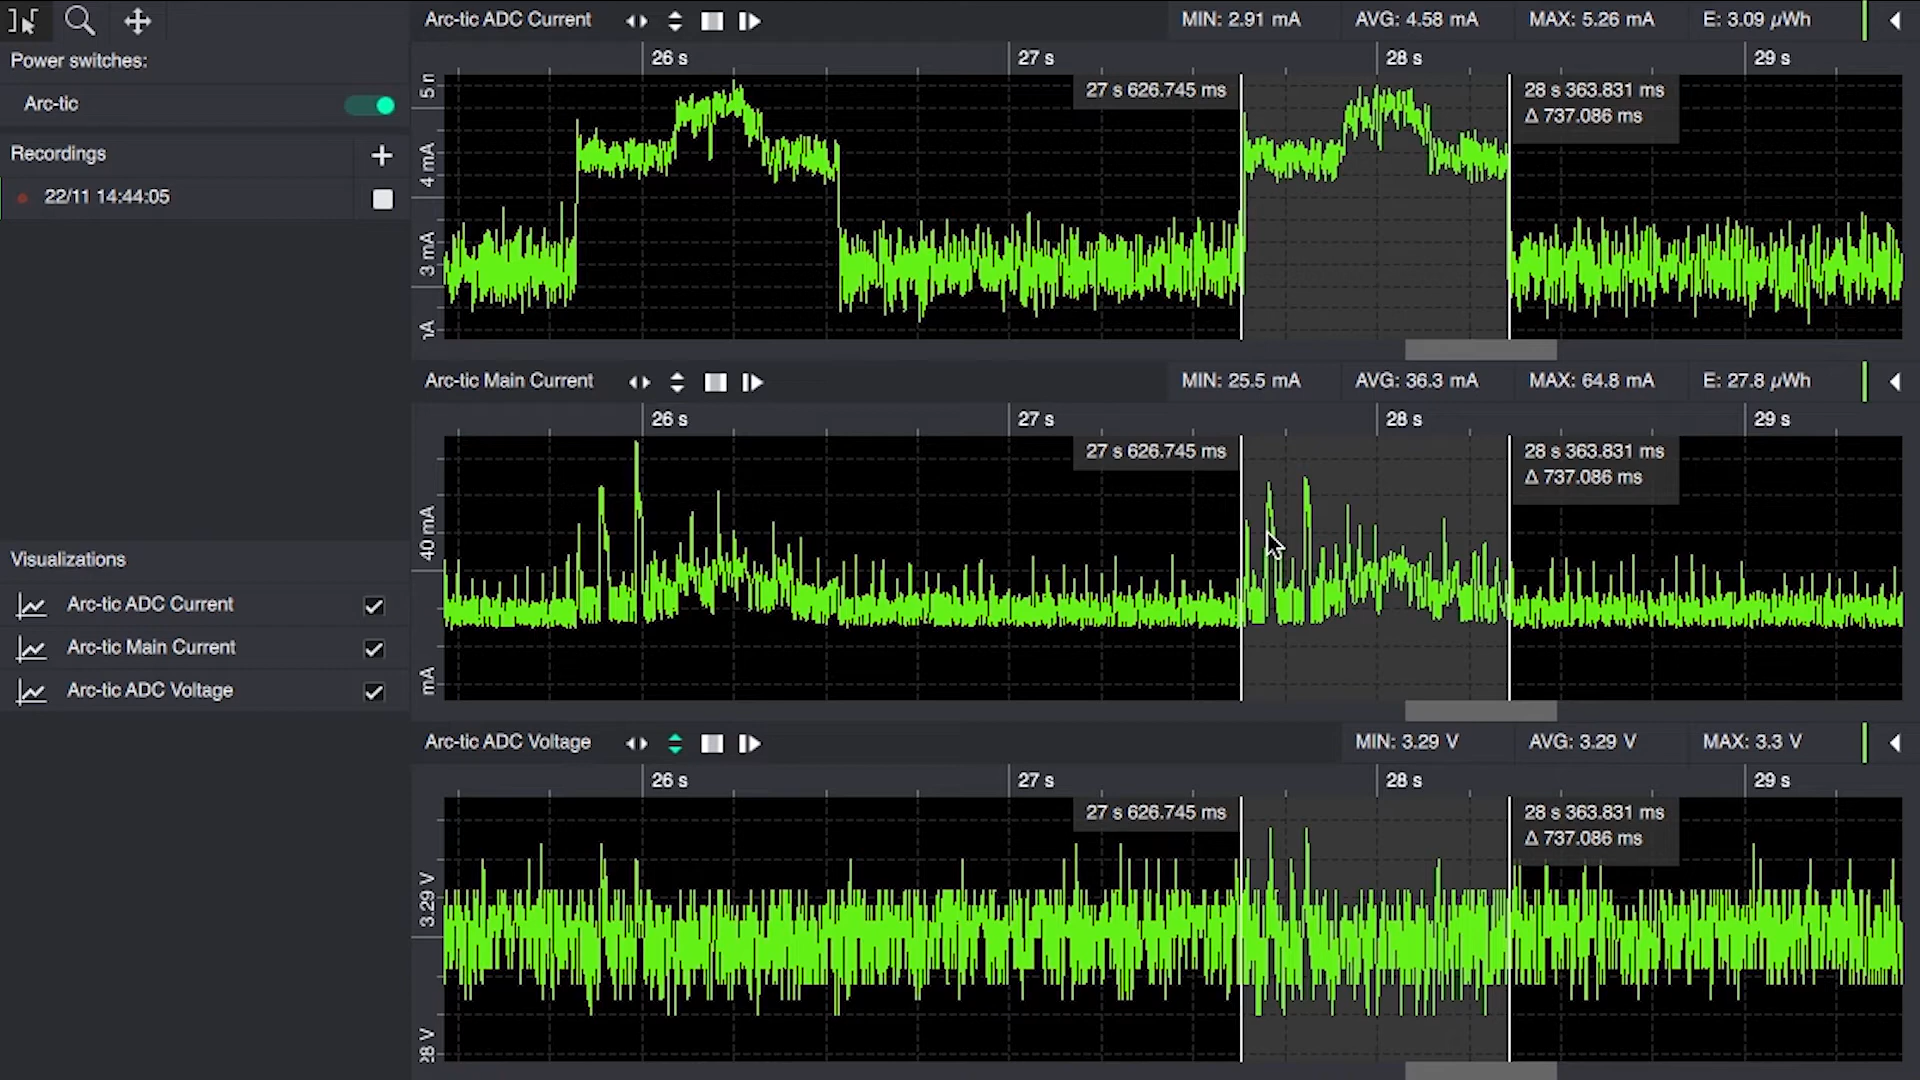 Power switches:
Arc-tic
Recordings
22/11 14:44:05
Visualizations
Arc-tic ADC Current
Arc-tic Main Current
Arc-tic ADC Voltage
Arc-tic ADC Current
MIN: 2.91 mA
AVG: 4.58 mA
MAX: 5.26 mA
E: 3.09 µWh
26 s
27 s
28 s
29 s
27 s 626.745 ms
28 s 363.831 ms
Δ 737.086 ms
4 mA
3 mA
Arc-tic Main Current
MIN: 25.5 mA
AVG: 36.3 mA
MAX: 64.8 mA
E: 27.8 µWh
26 s
27 s
28 s
29 s
27 s 626.745 ms
28 s 363.831 ms
Δ 737.086 ms
40 mA
mA
Arc-tic ADC Voltage
MIN: 3.29 V
AVG: 3.29 V
MAX: 3.3 V
26 s
27 s
28 s
29 s
27 s 626.745 ms
28 s 363.831 ms
Δ 737.086 ms
3.29 V